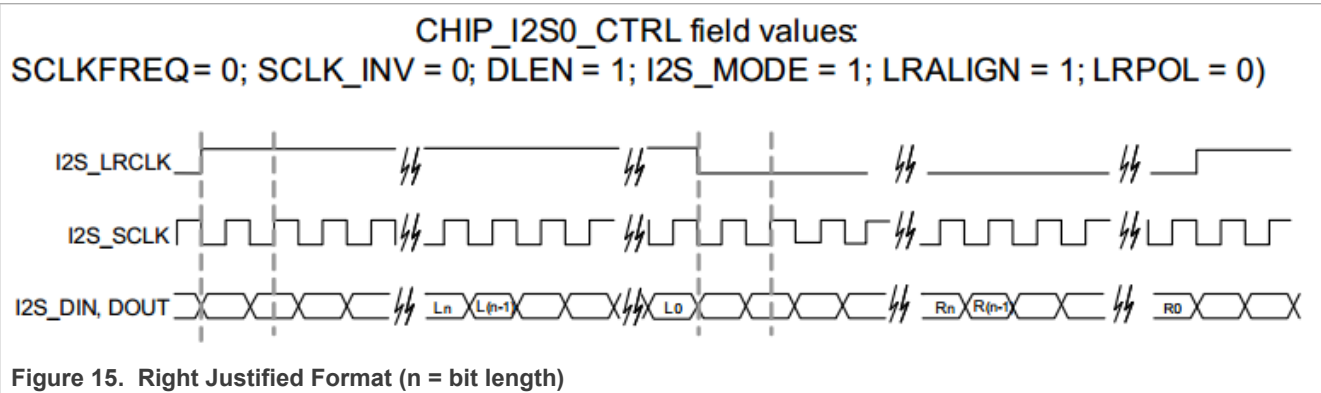 CHIP_I2S0_CTRL field values:
SCLKFREQ = 0; SCLK_INV = 0; DLEN = 1; I2S_MODE = 1; LRALIGN = 1; LRPOL = 0)
I2S_LRCLK
I2S_SCLK
I2S_DIN, DOUT Ln L(n-1) L0 Rn R(n-1) R0
Figure 15. Right Justified Format (n = bit length)